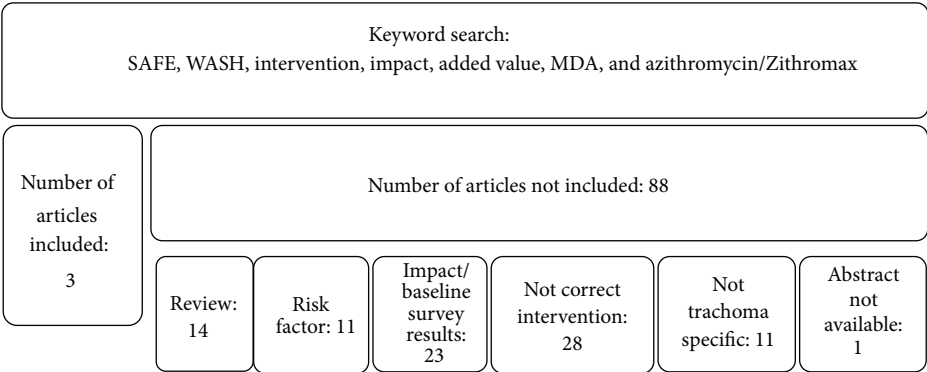 Keyword search:
SAFE, WASH, intervention, impact, added value, MDA, and azithromycin/Zithromax
Number of
articles
included:
3
Number of articles not included: 88
Review:
14
Risk
factor: 11
Impact/
baseline
survey
results:
23
Not correct
intervention:
28
Not
trachoma
specific: 11
Abstract
not
available:
1